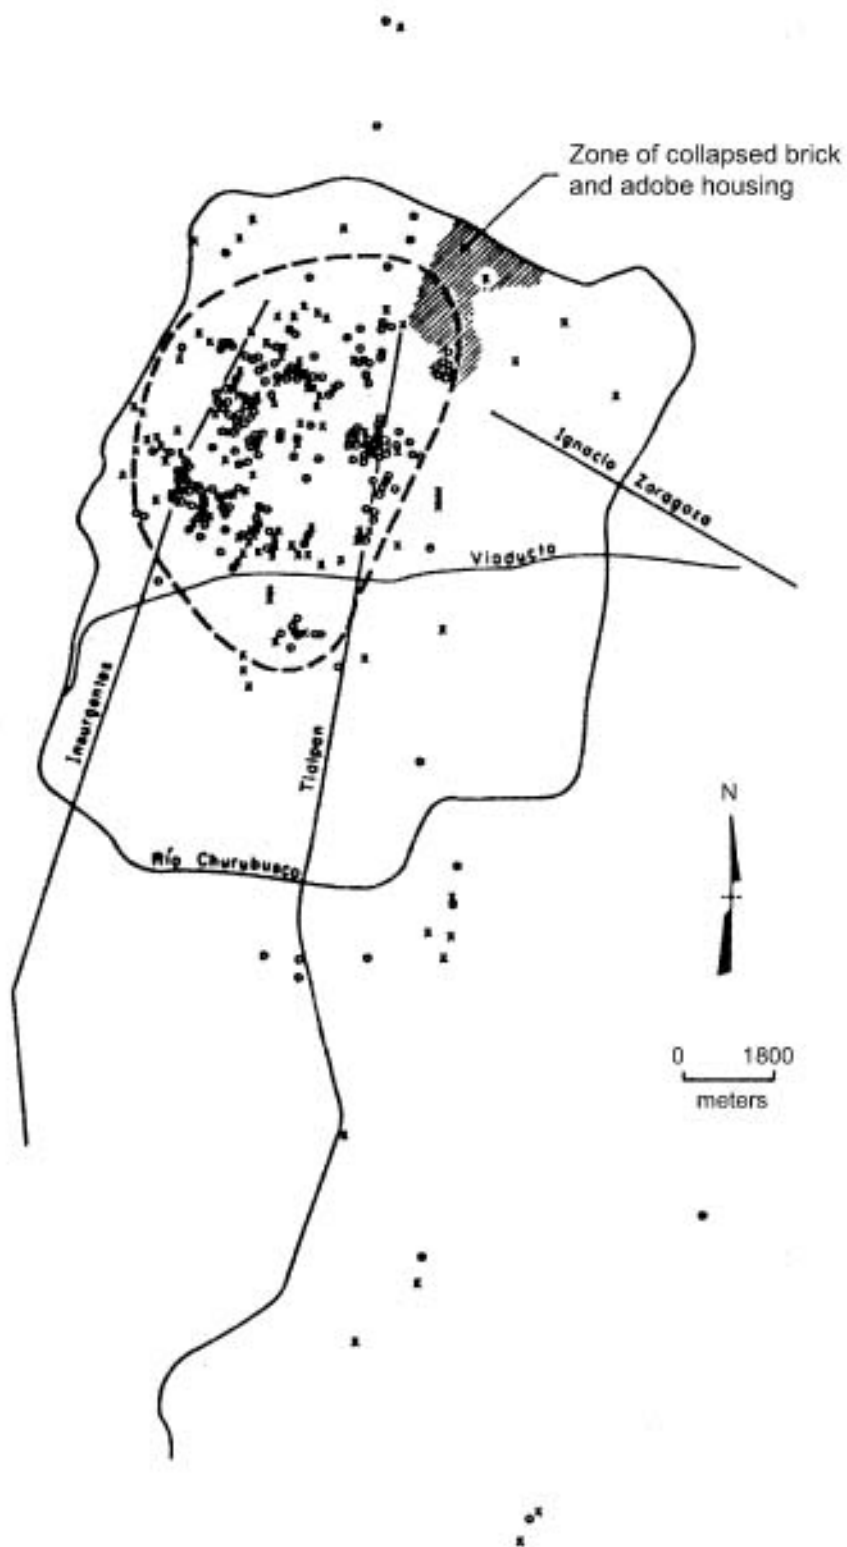 Zone of collapsed brick
and adobe housing
Ignacio Zaragoza
Viaducto
Insurgentes
Tlalpan
Río Churubusco
N
0 1800
meters